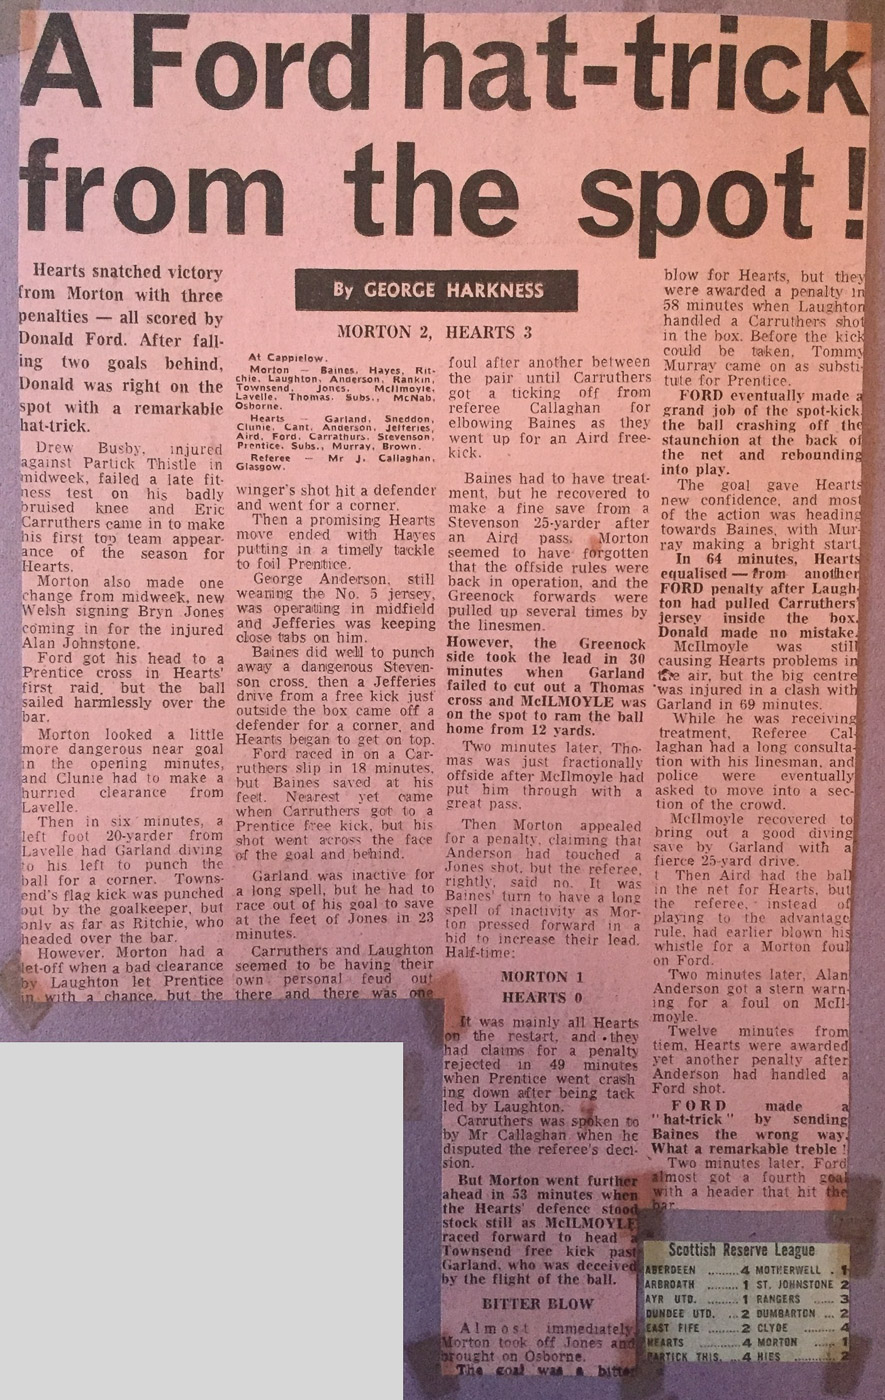 A Ford hat-trick
from the spot !
Hearts snatched victory
from Morton with three
penalties — all scored by
Donald Ford. After fall-
ing two goals behind,
Donald was right on the
spot with a remarkable
hat-trick.
Drew Busby, injured
against Partick Thistle in
midweek, failed a late fit-
ness test on his badly
bruised knee and Eric
Carruthers came in to make
his first top team appear-
ance of the season for
Hearts.
Morton also made one
change from midweek, new
Welsh signing Bryn Jones
coming in for the injured
Alan Johnstone.
Ford got his head to a
Prentice cross in Hearts'
first raid, but the ball
sailed harmlessly over the
bar.
Morton looked a little
more dangerous near goal
in the opening minutes,
and Clunie had to make a
hurried clearance from
Lavelle.
Then in six minutes, a
left foot 20-yarder from
Lavelle had Garland diving
to his left to punch the
ball for a corner. Towns-
end's flag kick was punched
out by the goalkeeper, but
only as far as Ritchie, who
headed over the bar.
However, Morton had a
let-off when a bad clearance
by Laughton let Prentice
in with a chance, but the
By GEORGE HARKNESS
MORTON 2, HEARTS 3
At Cappielow.
Morton — Baines, Hayes, Rit-
chie, Laughton, Anderson, Rankin,
Townsend, Jones, McIlmoyle,
Lavelle, Thomas. Subs., McNab,
Osborne.
Hearts — Garland, Sneddon,
Clunie, Cant, Anderson, Jefferies,
Aird, Ford, Carrathurs, Stevenson,
Prentice. Subs., Murray, Brown.
Referee — Mr J. Callaghan,
Glasgow.
winger's shot hit a defender
and went for a corner.
Then a promising Hearts
move ended with Hayes
putting in a timely tackle
to foil Prentice.
George Anderson, still
wearing the No. 5 jersey,
was operating in midfield
and Jefferies was keeping
close tabs on him.
Baines did well to punch
away a dangerous Steven-
son cross, then a Jefferies
drive from a free kick just
outside the box came off a
defender for a corner, and
Hearts began to get on top.
Ford raced in on a Car-
ruthers slip in 18 minutes,
but Baines saved at his
feet. Nearest yet came
when Carruthers got to a
Prentice free kick, but his
shot went across the face
of the goal and behind.
Garland was inactive for
a long spell, but he had to
race out of his goal to save
at the feet of Jones in 23
minutes.
Carruthers and Laughton
seemed to be having their
own personal feud out
there and there was one
foul after another between
the pair until Carruthers
got a ticking off from
referee Callaghan for
elbowing Baines as they
went up for an Aird free-
kick.
Baines had to have treat-
ment, but he recovered to
make a fine save from a
Stevenson 25-yarder after
an Aird pass. Morton
seemed to have forgotten
that the offside rules were
back in operation, and the
Greenock forwards were
pulled up several times by
the linesmen.
However, the Greenock
side took the lead in 30
minutes when Garland
failed to cut out a Thomas
cross and McILMOYLE was
on the spot to ram the ball
home from 12 yards.
Two minutes later, Tho-
mas was just fractionally
offside after McIlmoyle had
put him through with a
great pass.
Then Morton appealed
for a penalty, claiming that
Anderson had touched a
Jones shot, but the referee,
rightly, said no. It was
Baines' turn to have a long
spell of inactivity as Mor-
ton pressed forward in a
bid to increase their lead.
Half-time:
MORTON 1
HEARTS 0
It was mainly all Hearts
on the restart, and they
had claims for a penalty
rejected in 49 minutes
when Prentice went crash
ing down after being tack
led by Laughton.
Carruthers was spoken to
by Mr Callaghan when he
disputed the referee's deci-
sion.
But Morton went further
ahead in 53 minutes when
the Hearts' defence stood
stock still as McILMOYLE
raced forward to head a
Townsend free kick past
Garland, who was deceived
by the flight of the ball.
BITTER BLOW
Almost immediately
Morton took off Jones and
brought on Osborne.
The goal was a bitter
blow for Hearts, but they
were awarded a penalty in
58 minutes when Laughton
handled a Carruthers shot
in the box. Before the kick
could be taken, Tommy
Murray came on as substi-
tute for Prentice.
FORD eventually made a
grand job of the spot-kick,
the ball crashing off the
staunchion at the back of
the net and rebounding
into play.
The goal gave Hearts
new confidence, and most
of the action was heading
towards Baines, with Mur-
ray making a bright start.
In 64 minutes, Hearts
equalised — from another
FORD penalty after Laugh-
ton had pulled Carruthers'
jersey inside the box.
Donald made no mistake.
McIlmoyle was still
causing Hearts problems in
the air, but the big centre
was injured in a clash with
Garland in 69 minutes.
While he was receiving
treatment, Referee Cal-
laghan had a long consulta-
tion with his linesman, and
police were eventually
asked to move into a sec-
tion of the crowd.
McIlmoyle recovered to
bring out a good diving
save by Garland with a
fierce 25-yard drive.
t Then Aird had the ball
in the net for Hearts, but
the referee, instead of
playing to the advantage
rule, had earlier blown his
whistle for a Morton foul
on Ford.
Two minutes later, Alan
Anderson got a stern warn-
ing for a foul on McIl-
moyle.
Twelve minutes from
tiem, Hearts were awarded
yet another penalty after
Anderson had handled a
Ford shot.
FORD made a
"hat-trick" by sending
Baines the wrong way.
What a remarkable treble !
Two minutes later, Ford
almost got a fourth goal
with a header that hit the
bar.
Scottish Reserve League
ABERDEEN ........ 4 MOTHERWELL . 1
ARBROATH ........ 1 ST. JOHNSTONE 2
AYR UTD. ........ 1 RANGERS ...... 3
DUNDEE UTD. ... 2 DUMBARTON ... 2
EAST FIFE ....... 2 CLYDE ......... 4
HEARTS .......... 4 MORTON ........ 1
PARTICK THIS. ... 4 HIBS .......... 2